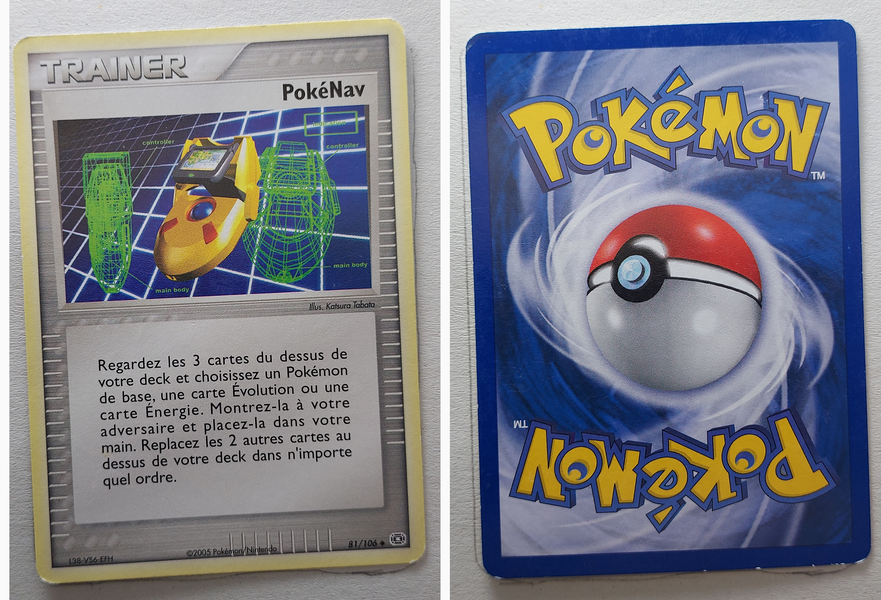 TRAINER
PokéNav
controller
controller
main body
main body
Illus. Katsura Tabata
Regardez les 3 cartes du dessus de
votre deck et choisissez un Pokémon
de base, une carte Évolution ou une
carte Énergie. Montrez-la à votre
adversaire et placez-la dans votre
main. Replacez les 2 autres cartes au
dessus de votre deck dans n'importe
quel ordre.
L38-VS6-EFH
©2005 Pokémon/Nintendo
81/106
POKéMON
TM
TM
POKéMON